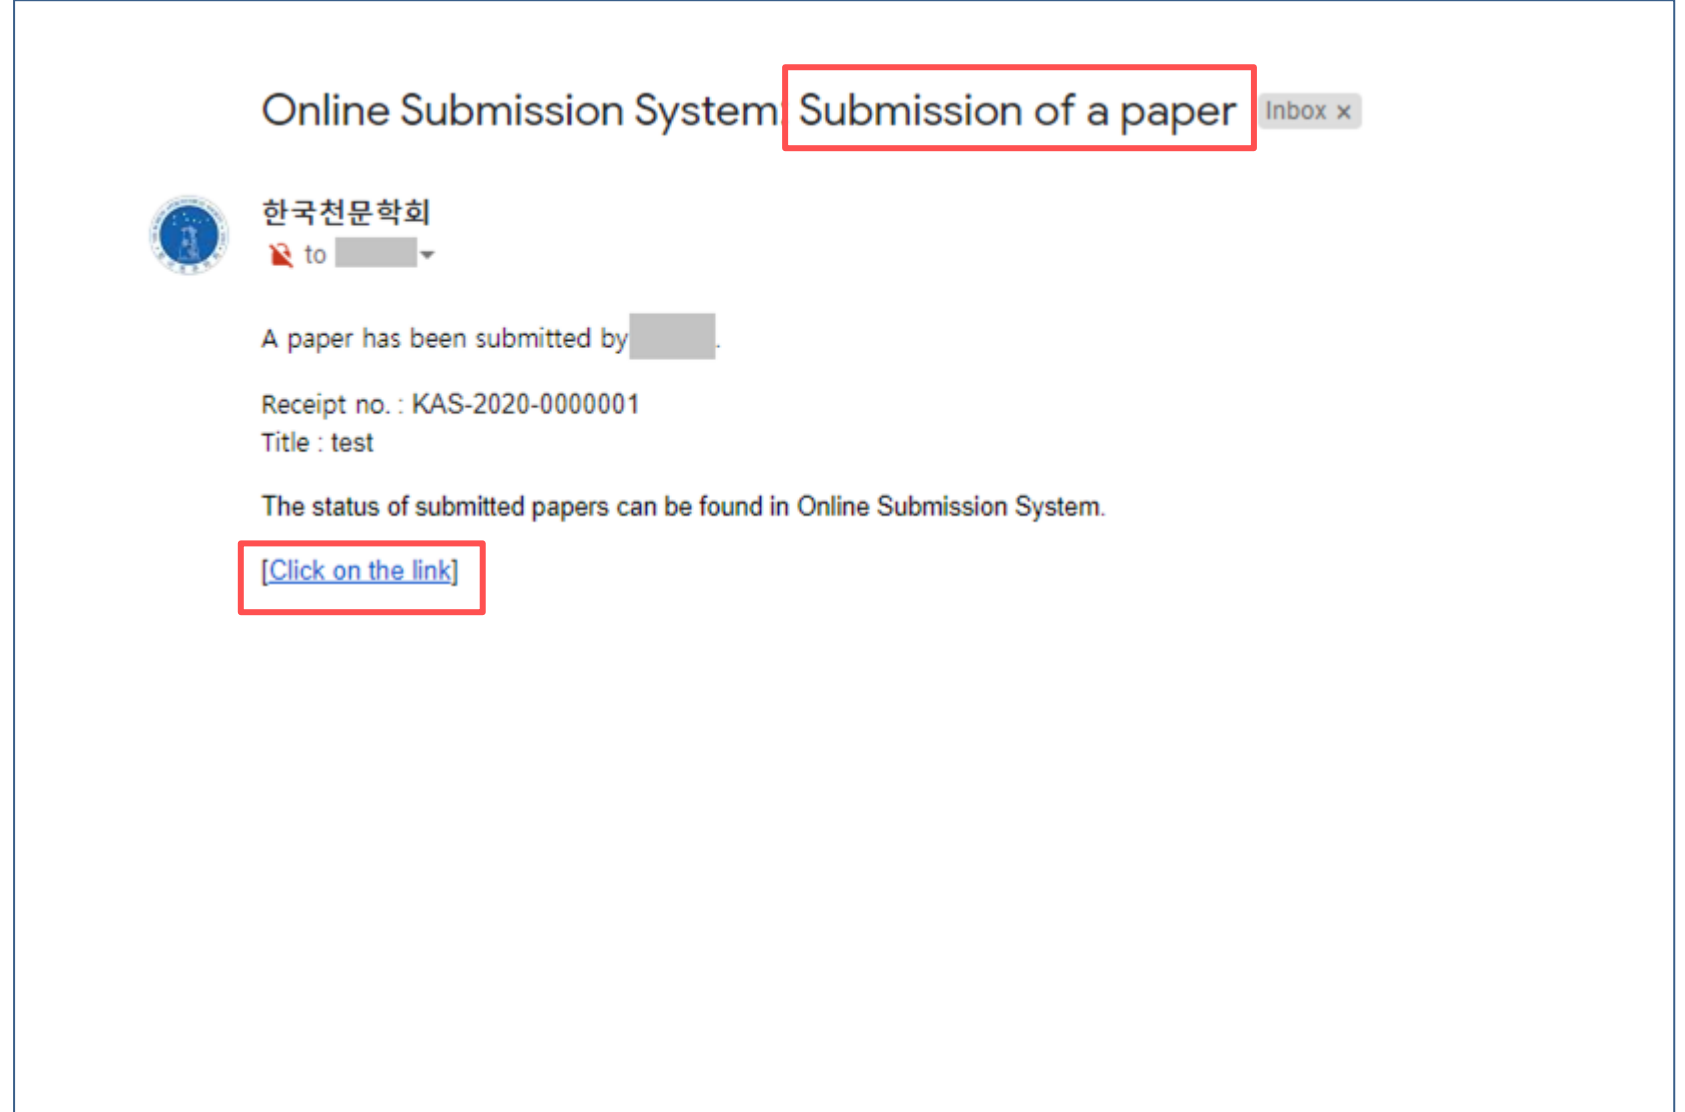 Online Submission System: Submission of a paper Inbox x
한국천문학회
to
A paper has been submitted by .
Receipt no. : KAS-2020-0000001
Title : test
The status of submitted papers can be found in Online Submission System.
[Click on the link]